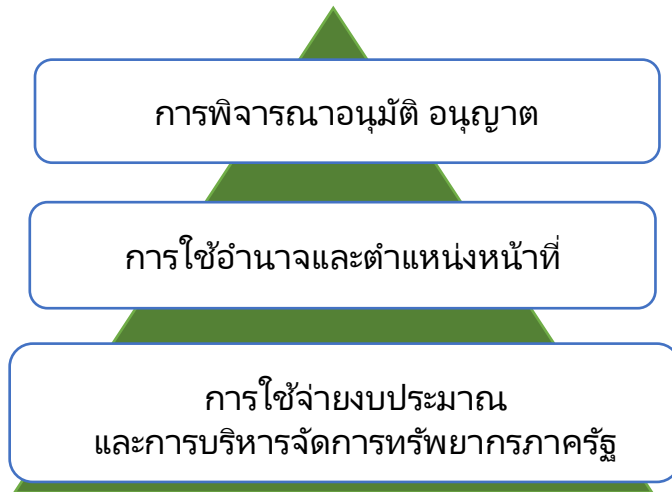 การพิจารณาอนุมัติ อนุญาต
การใช้อำนาจและตำแหน่งหน้าที่
การใช้จ่ายงบประมาณ
และการบริหารจัดการทรัพยากรภาครัฐ